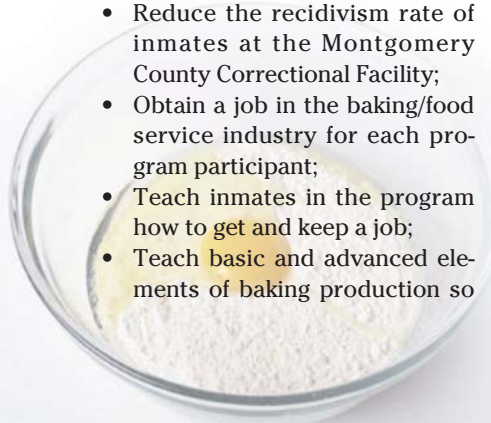 • Reduce the recidivism rate of
inmates at the Montgomery
County Correctional Facility;
• Obtain a job in the baking/food
service industry for each pro-
gram participant;
• Teach inmates in the program
how to get and keep a job;
• Teach basic and advanced ele-
ments of baking production so